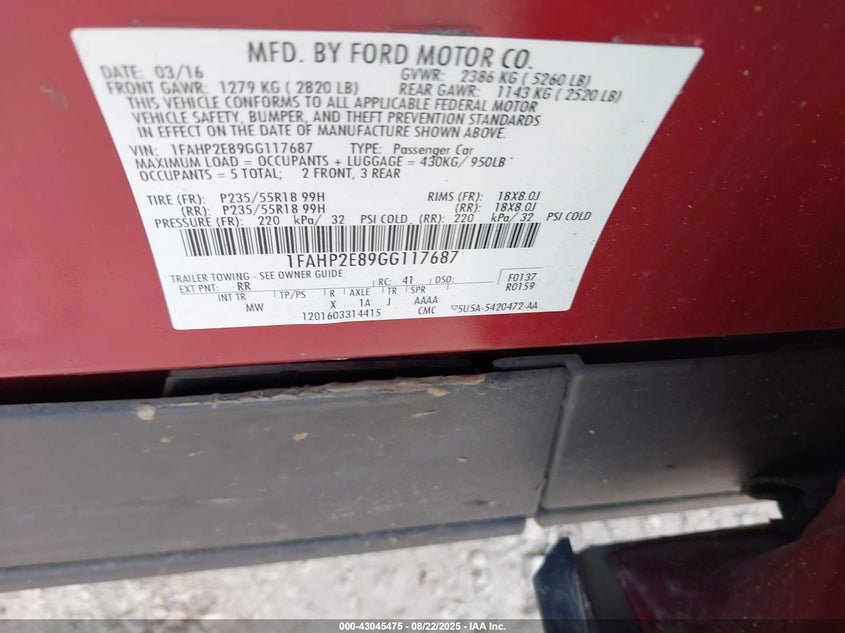 MFD. BY FORD MOTOR CO.
DATE: 03/16 GVWR: 2386 KG ( 5260 LB)
FRONT GAWR: 1279 KG ( 2820 LB) REAR GAWR: 1143 KG ( 2520 LB)
THIS VEHICLE CONFORMS TO ALL APPLICABLE FEDERAL MOTOR
VEHICLE SAFETY, BUMPER, AND THEFT PREVENTION STANDARDS
IN EFFECT ON THE DATE OF MANUFACTURE SHOWN ABOVE.
VIN: 1FAHP2E89GG117687 TYPE: Passenger Car
MAXIMUM LOAD = OCCUPANTS + LUGGAGE = 430KG/ 950LB
OCCUPANTS = 5 TOTAL; 2 FRONT, 3 REAR
TIRE (FR): P235/55R18 99H RIMS (FR): 18X8.0J
(RR): P235/55R18 99H (RR): 18X8.0J
PRESSURE (FR): 220 kPa/ 32 PSI COLD (RR): 220 kPa/ 32 PSI COLD
1FAHP2E89GG117687
TRAILER TOWING - SEE OWNER GUIDE
EXT PNT: RR RC: 41 DSO: F0137
INT TR TP/PS R AXLE TR SPR R0159
MW X 1A J AAAA
1201603314415 CMC 5U5A-5420472-AA
000-43045475 - 08/22/2025 - IAA Inc.